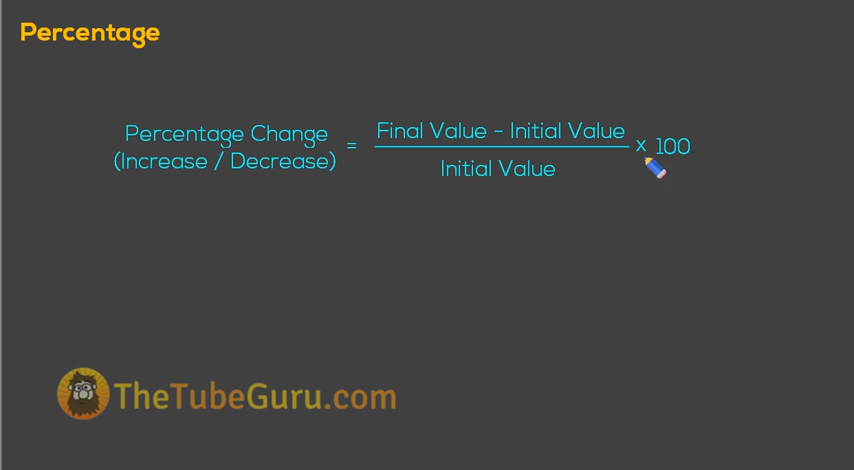 Percentage
Percentage Change
(Increase / Decrease)
=
Final Value - Initial Value
Initial Value
x 100
TheTubeGuru.com